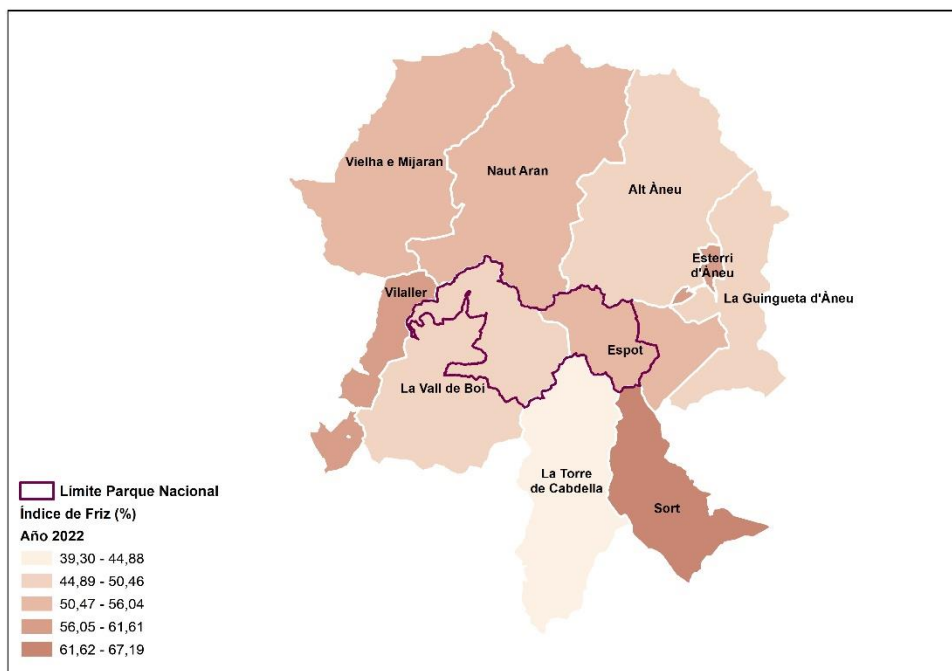 Vielha e Mijaran
Naut Aran
Alt Àneu
Esterri
d'Àneu
La Guingueta d'Àneu
Vilaller
Espot
La Vall de Boi
La Torre
de Cabdella
Sort
Límite Parque Nacional
Índice de Friz (%)
Año 2022
39,30 - 44,88
44,89 - 50,46
50,47 - 56,04
56,05 - 61,61
61,62 - 67,19